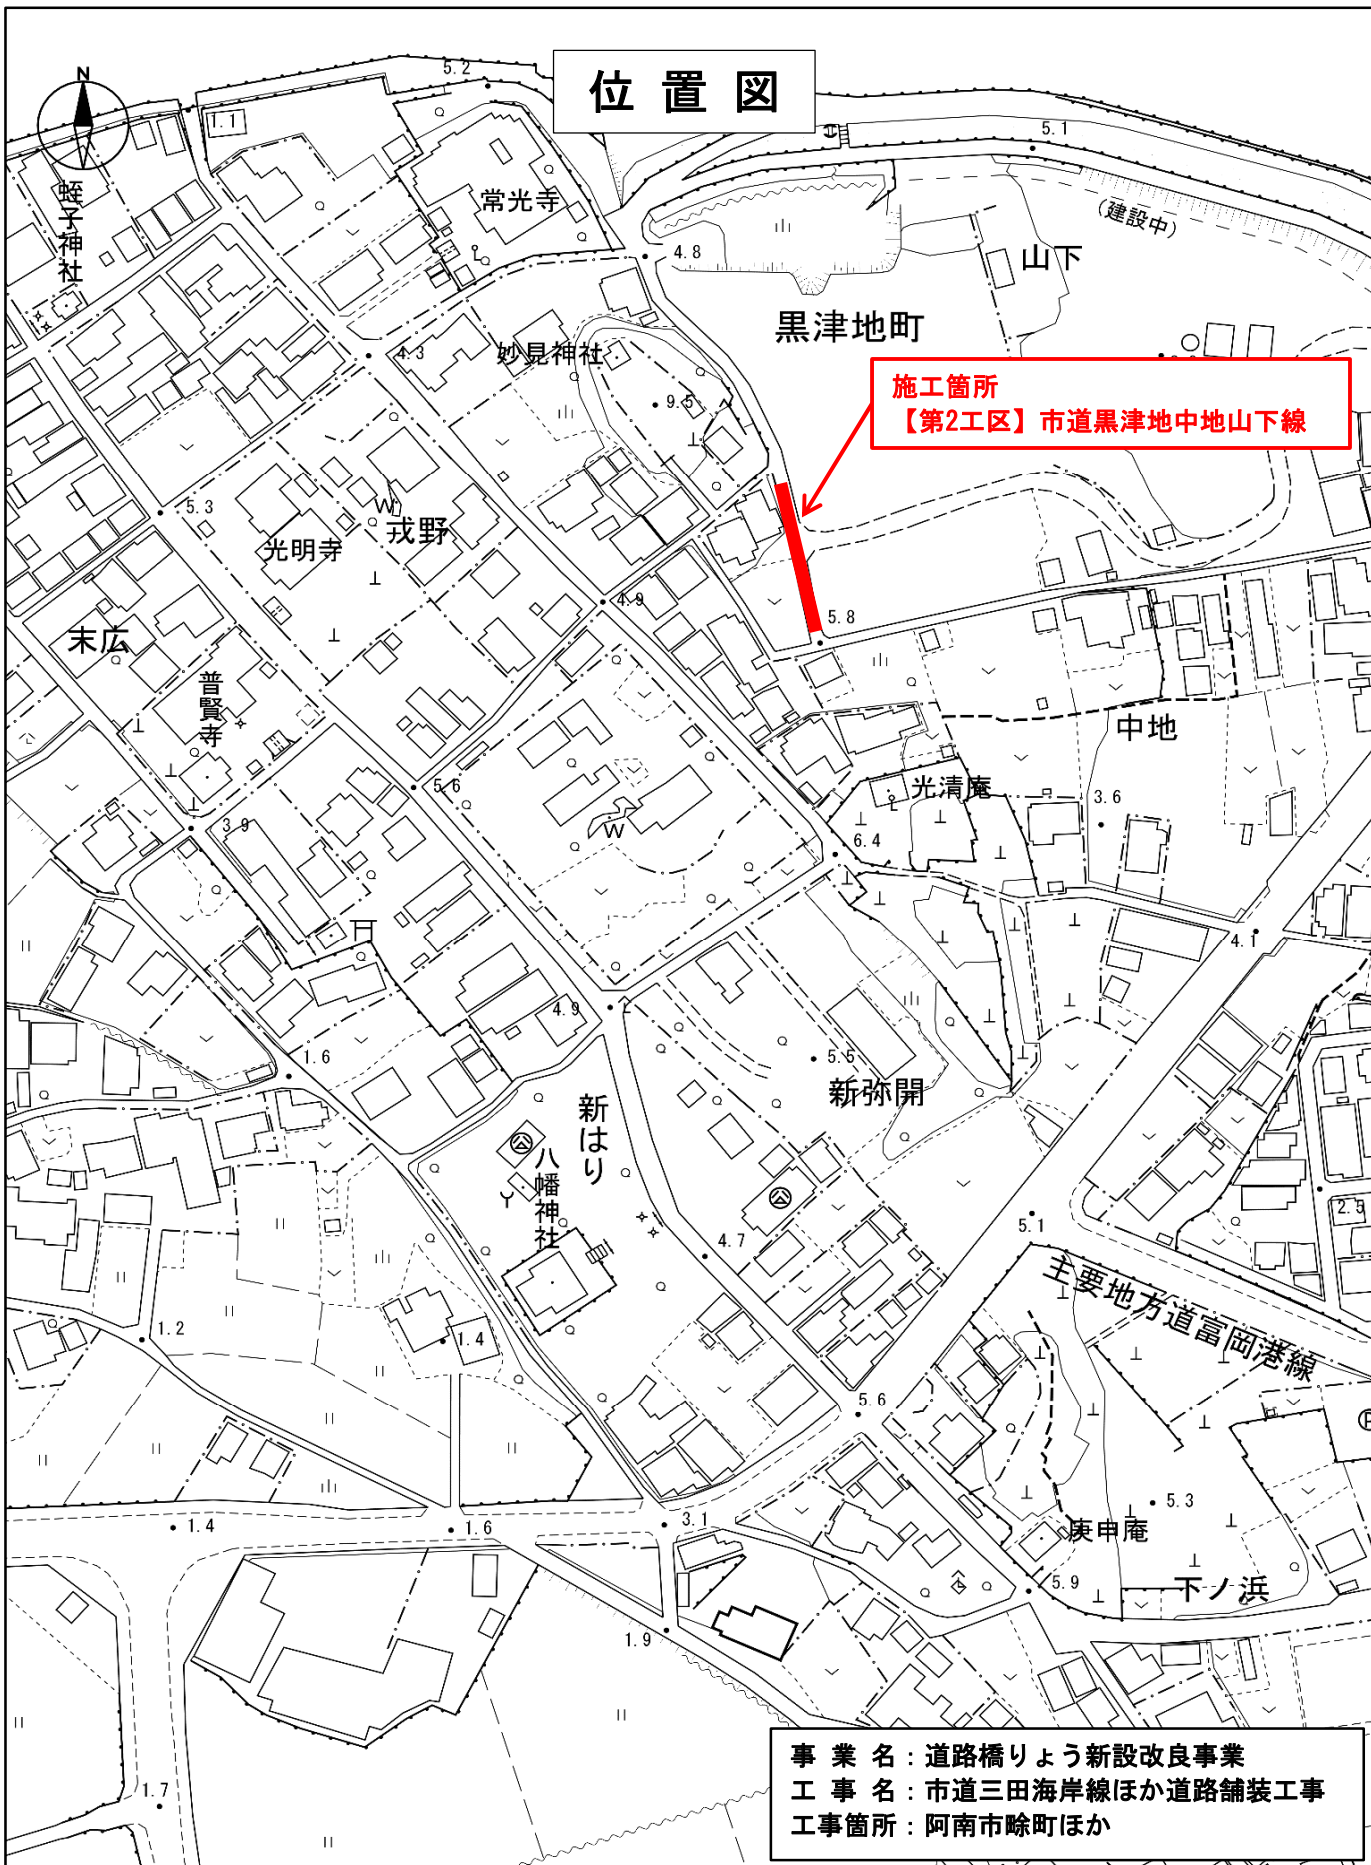 位置図
N
5.2
1.1
5.1
(建設中)
蛭子神社
常光寺
4.8
山下
黒津地町
4.3
妙見神社
9.5
施工箇所
【第2工区】市道黒津地中地山下線
5.3
光明寺
戎野
4.9
5.8
末広
普賢寺
中地
5.6
光清庵
3.6
3.9
6.4
4.1
4.9
5.5
1.6
新弥開
新はり
八幡神社
2.5
5.1
4.7
主要地方道富岡港線
1.2
1.4
5.6
5.3
1.4
1.6
3.1
庚申庵
5.9
下ノ浜
1.9
1.7
事業名：道路橋りょう新設改良事業
工事名：市道三田海岸線ほか道路舗装工事
工事箇所：阿南市畭町ほか